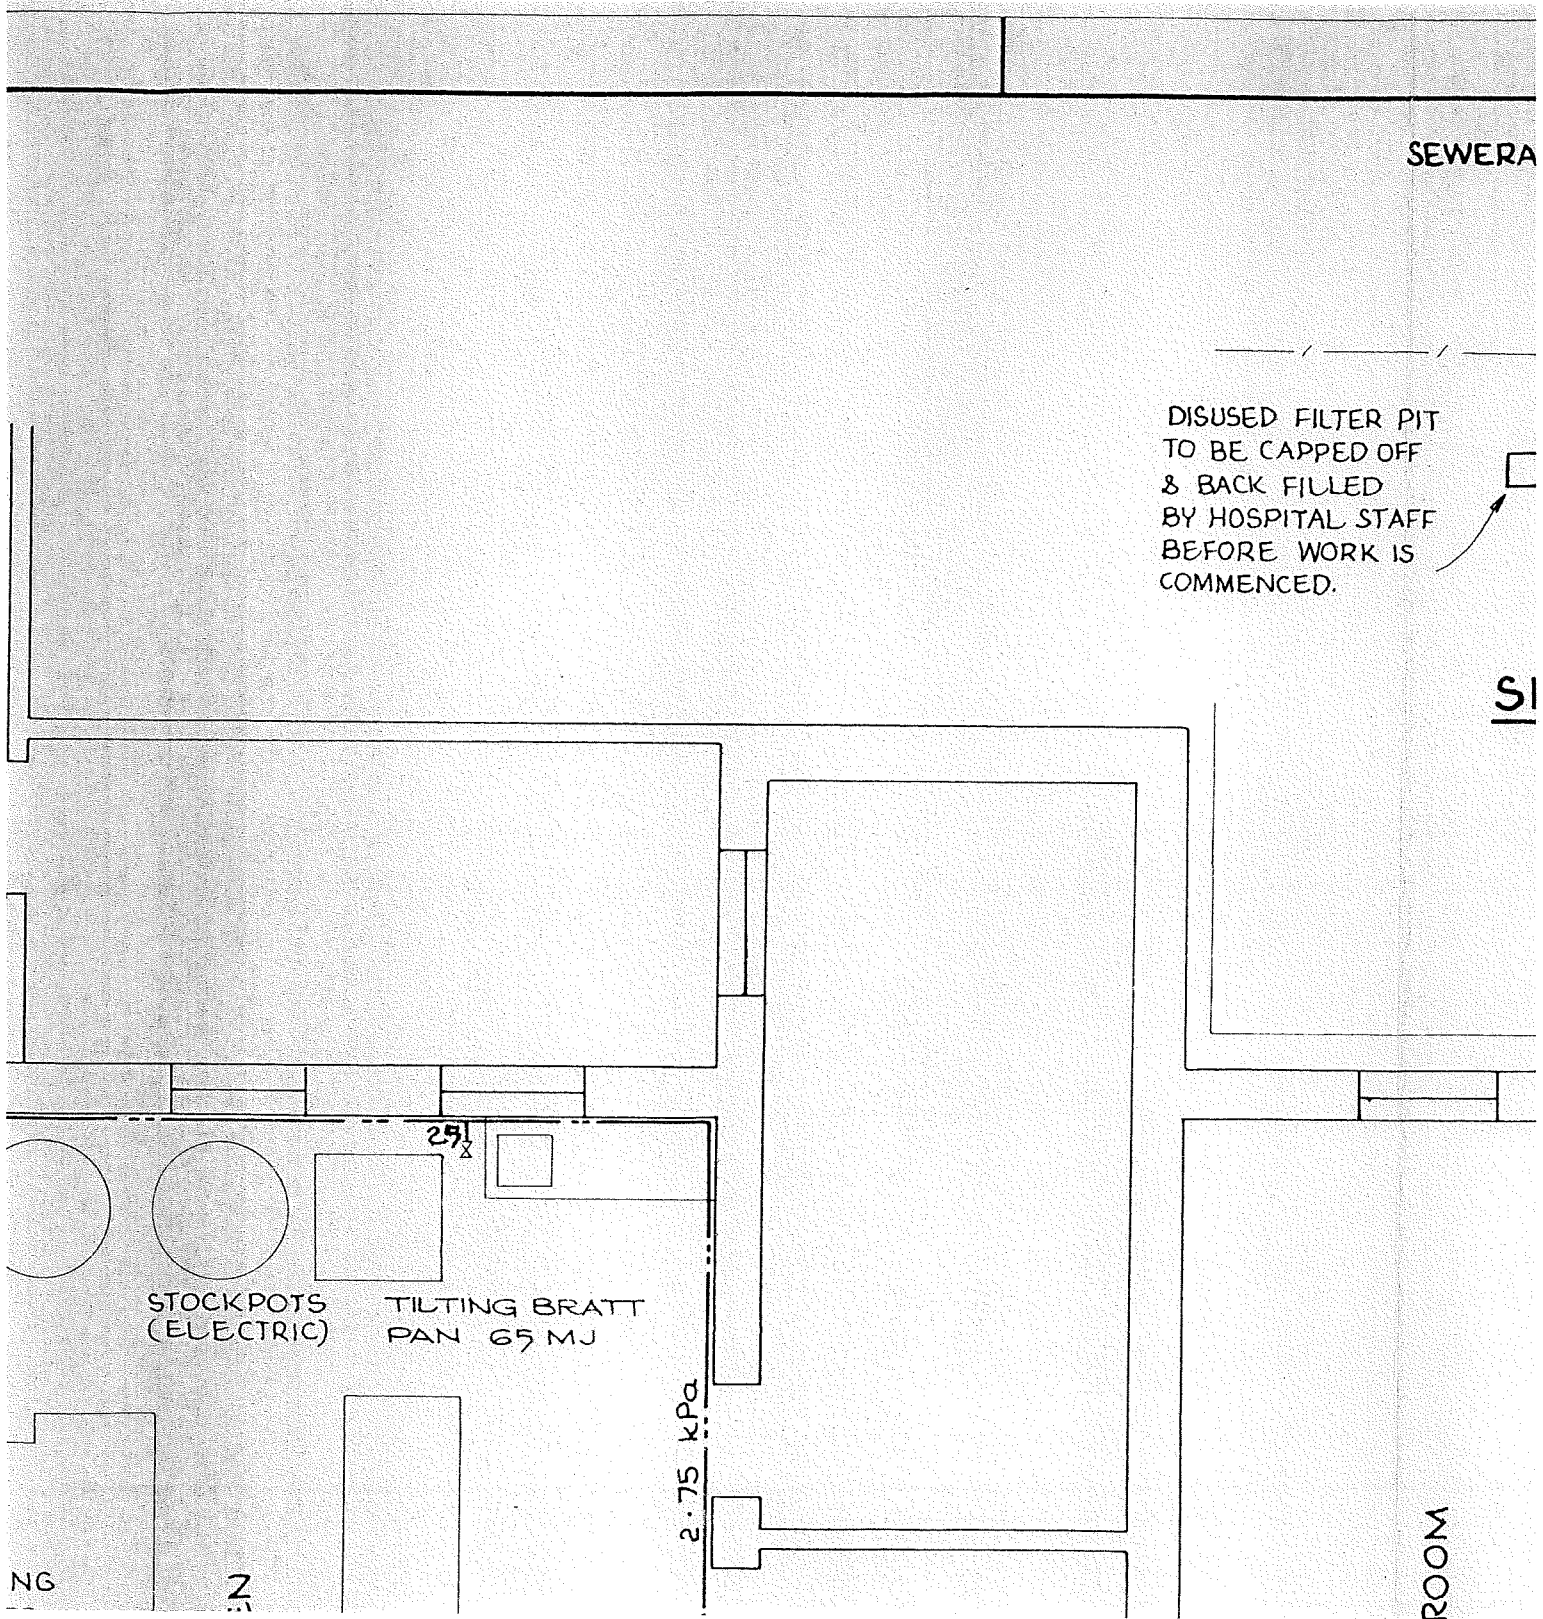 SEWERA
DISUSED FILTER PIT
TO BE CAPPED OFF
& BACK FILLED
BY HOSPITAL STAFF
BEFORE WORK IS
COMMENCED.
25
STOCKPOTS
(ELECTRIC)
TILTING BRATT
PAN 65 MJ
2.75 kPa
NG
ROOM